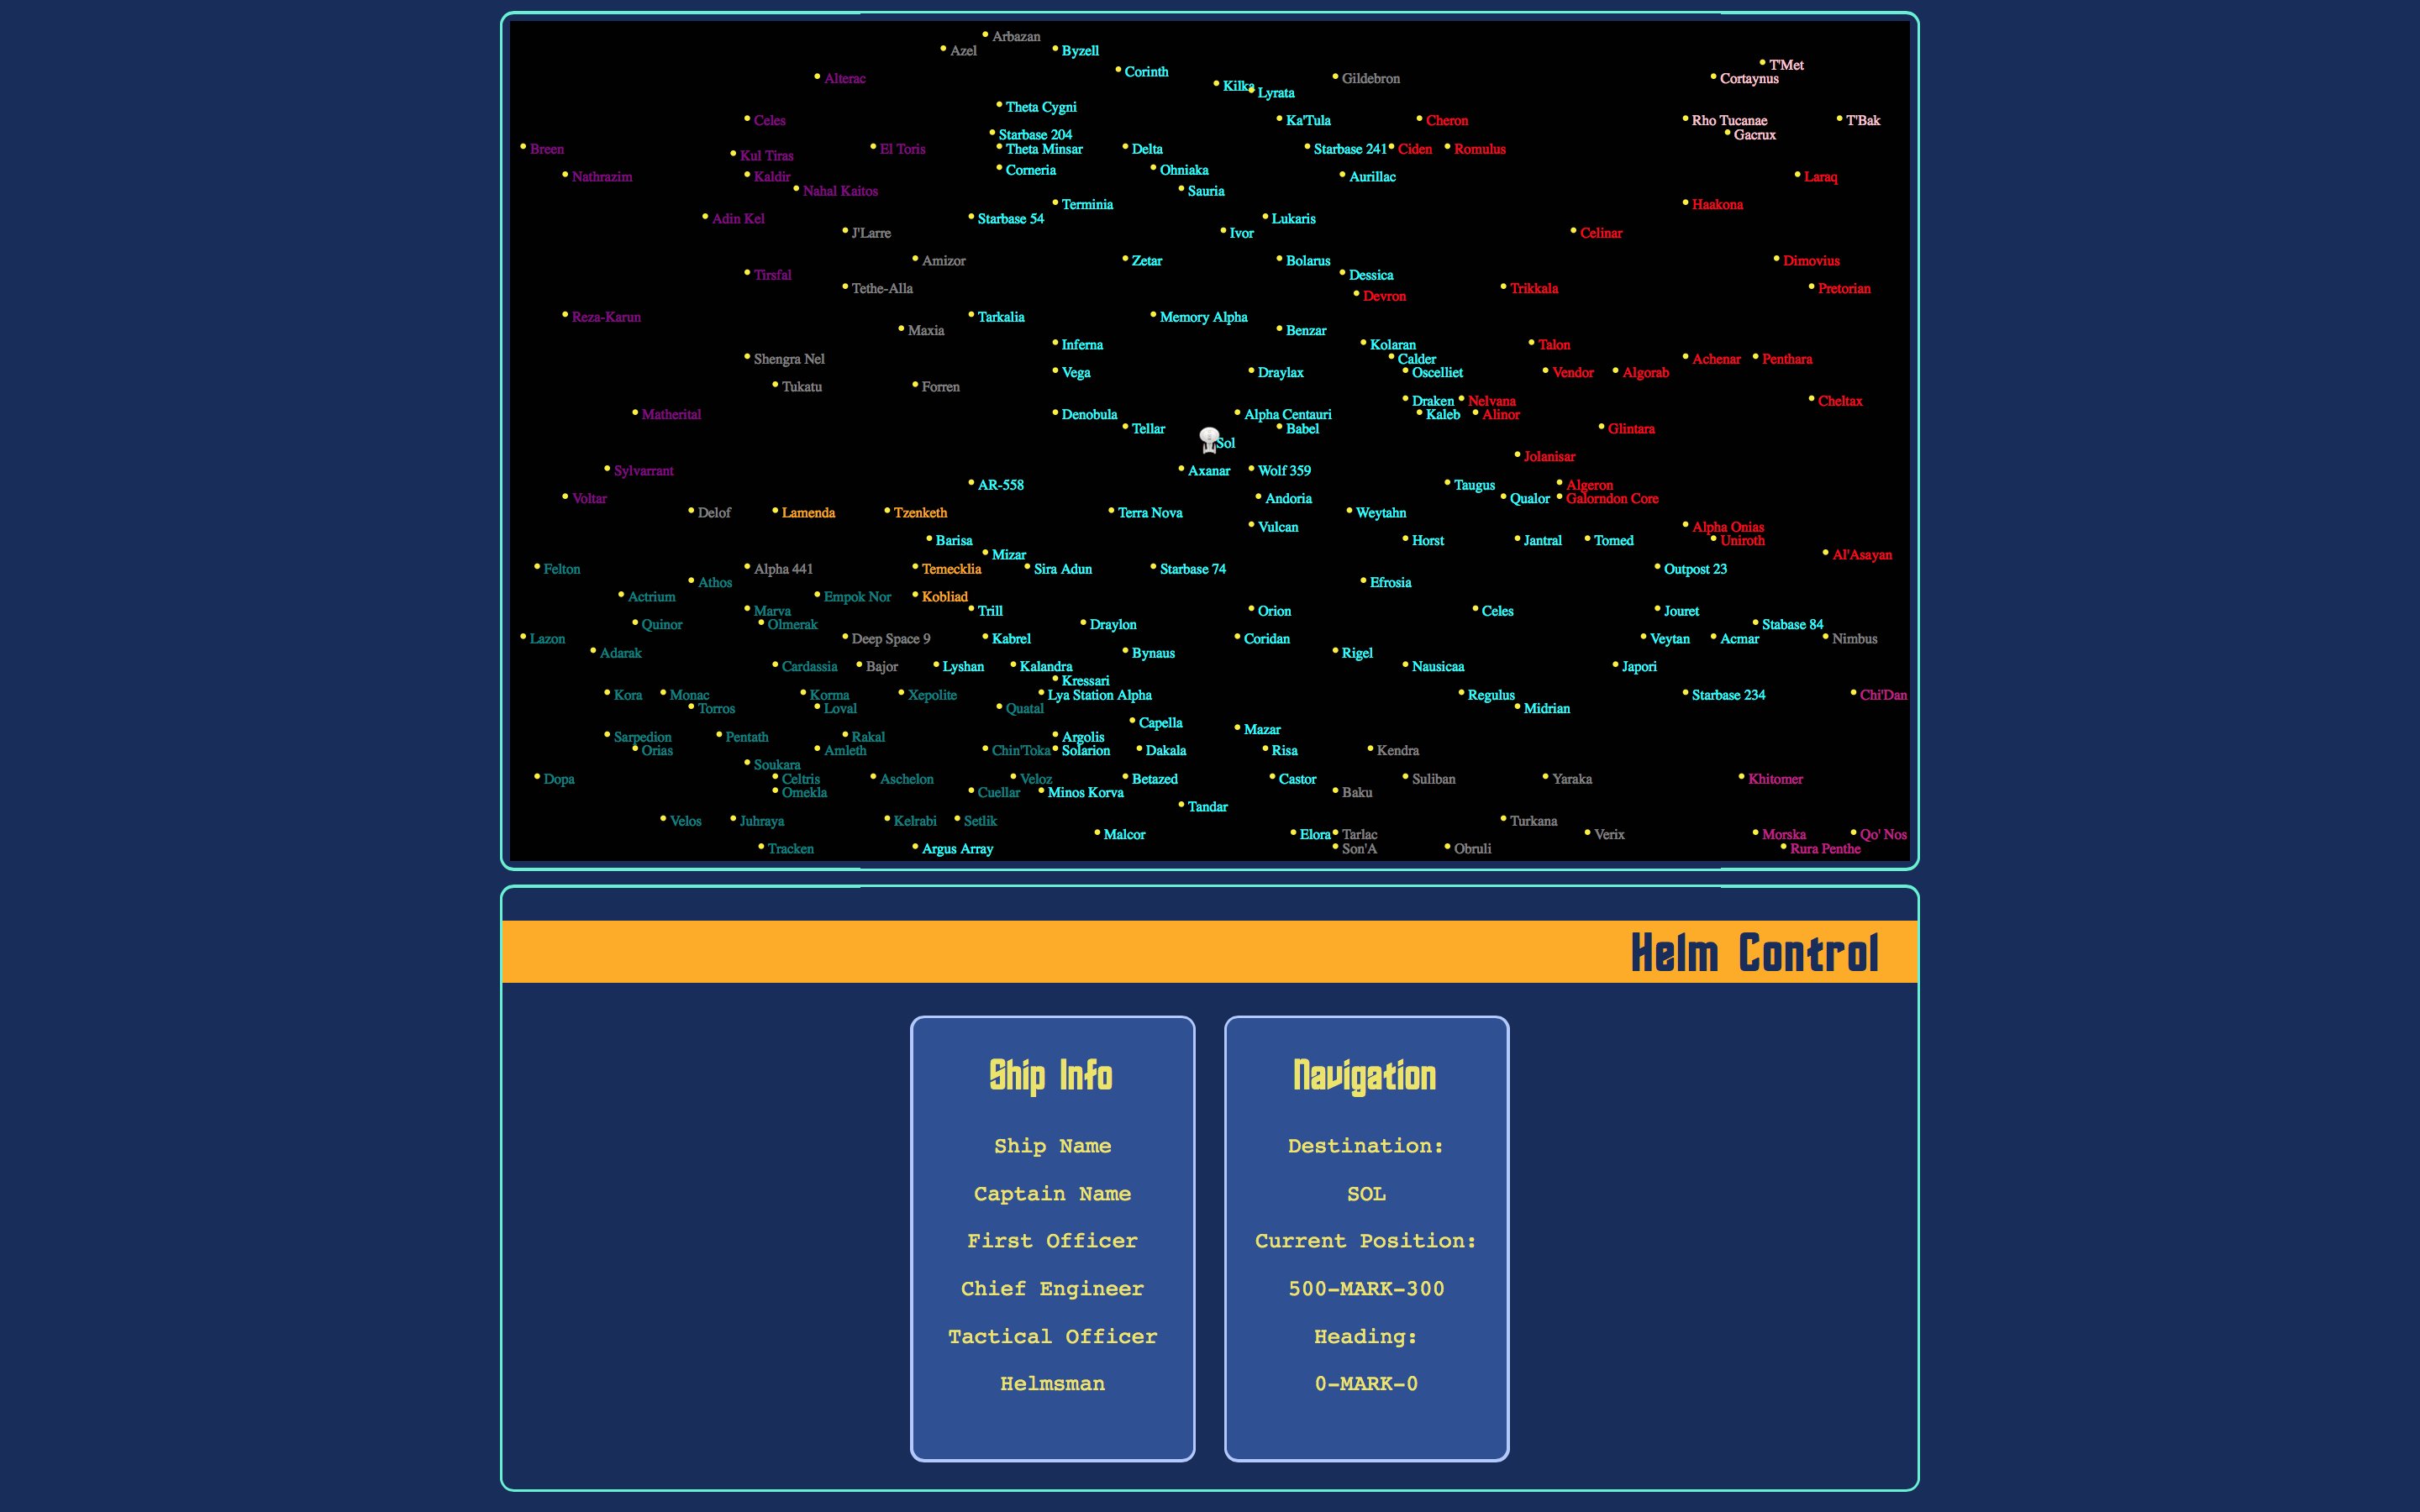 Arbazan
Azel
Byzell
T'Met
Corinth
Alterac
Gildebron
Cortaynus
Kilka
Lyrata
Theta Cygni
Celes
Ka'Tula
Cheron
Rho Tucanae
T'Bak
Starbase 204
Gacrux
Breen
El Toris
Theta Minsar
Delta
Starbase 241
Ciden
Romulus
Kul Tiras
Corneria
Ohniaka
Nathrazim
Kaldir
Aurillac
Laraq
Nahal Kaitos
Sauria
Terminia
Haakona
Adin Kel
Starbase 54
Lukaris
J'Larre
Ivor
Celinar
Amizor
Zetar
Bolarus
Dimovius
Tirsfal
Dessica
Tethe-Alla
Trikkala
Pretorian
Devron
Reza-Karun
Tarkalia
Memory Alpha
Maxia
Benzar
Inferna
Kolaran
Talon
Shengra Nel
Calder
Achenar
Penthara
Vega
Draylax
Oscelliet
Vendor
Algorab
Tukatu
Forren
Draken
Nelvana
Cheltax
Matherital
Denobula
Alpha Centauri
Kaleb
Alinor
Tellar
Babel
Glintara
Sol
Jolanisar
Sylvarrant
Axanar
Wolf 359
AR-558
Taugus
Algeron
Voltar
Andoria
Qualor
Galorndon Core
Delof
Lamenda
Tzenketh
Terra Nova
Weytahn
Vulcan
Alpha Onias
Barisa
Horst
Jantral
Tomed
Uniroth
Mizar
Al'Asayan
Felton
Alpha 441
Temecklia
Sira Adun
Starbase 74
Outpost 23
Athos
Efrosia
Actrium
Empok Nor
Kobliad
Marva
Trill
Orion
Celes
Jouret
Quinor
Olmerak
Draylon
Stabase 84
Lazon
Deep Space 9
Kabrel
Coridan
Veytan
Acmar
Nimbus
Adarak
Bynaus
Rigel
Cardassia
Bajor
Lyshan
Kalandra
Nausicaa
Japori
Kressari
Kora
Monac
Korma
Xepolite
Lya Station Alpha
Regulus
Starbase 234
Chi'Dan
Torros
Loval
Quatal
Midrian
Capella
Mazar
Sarpedion
Pentath
Rakal
Argolis
Orias
Amleth
Chin'Toka
Solarion
Dakala
Risa
Kendra
Soukara
Dopa
Celtris
Aschelon
Veloz
Betazed
Castor
Suliban
Yaraka
Khitomer
Omekla
Cuellar
Minos Korva
Baku
Tandar
Velos
Juhraya
Kelrabi
Setlik
Turkana
Malcor
Elora
Tarlac
Verix
Morska
Qo' Nos
Tracken
Argus Array
Son'A
Obruli
Rura Penthe
Helm Control
Ship Info
Ship Name
Captain Name
First Officer
Chief Engineer
Tactical Officer
Helmsman
Navigation
Destination:
SOL
Current Position:
500-MARK-300
Heading:
0-MARK-0